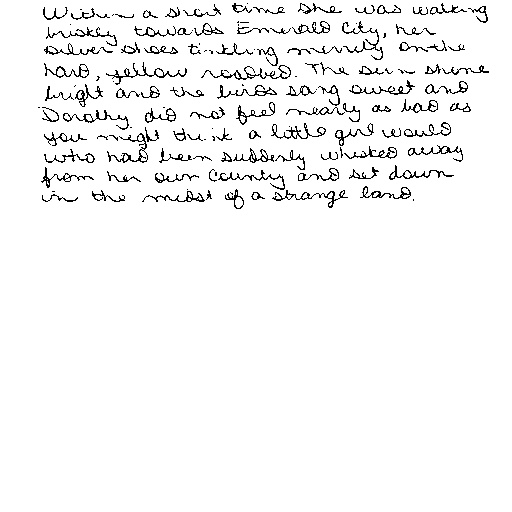 Within a short time she was walking
briskly towards Emerald City, her
silver shoes tinkling merrily on the
hard, yellow roadbed. The sun shone
bright and the birds sang sweet and
Dorothy did not feel nearly as bad as
you might think a little girl would
who had been suddenly whisked away
from her own country and set down
in the midst of a strange land.